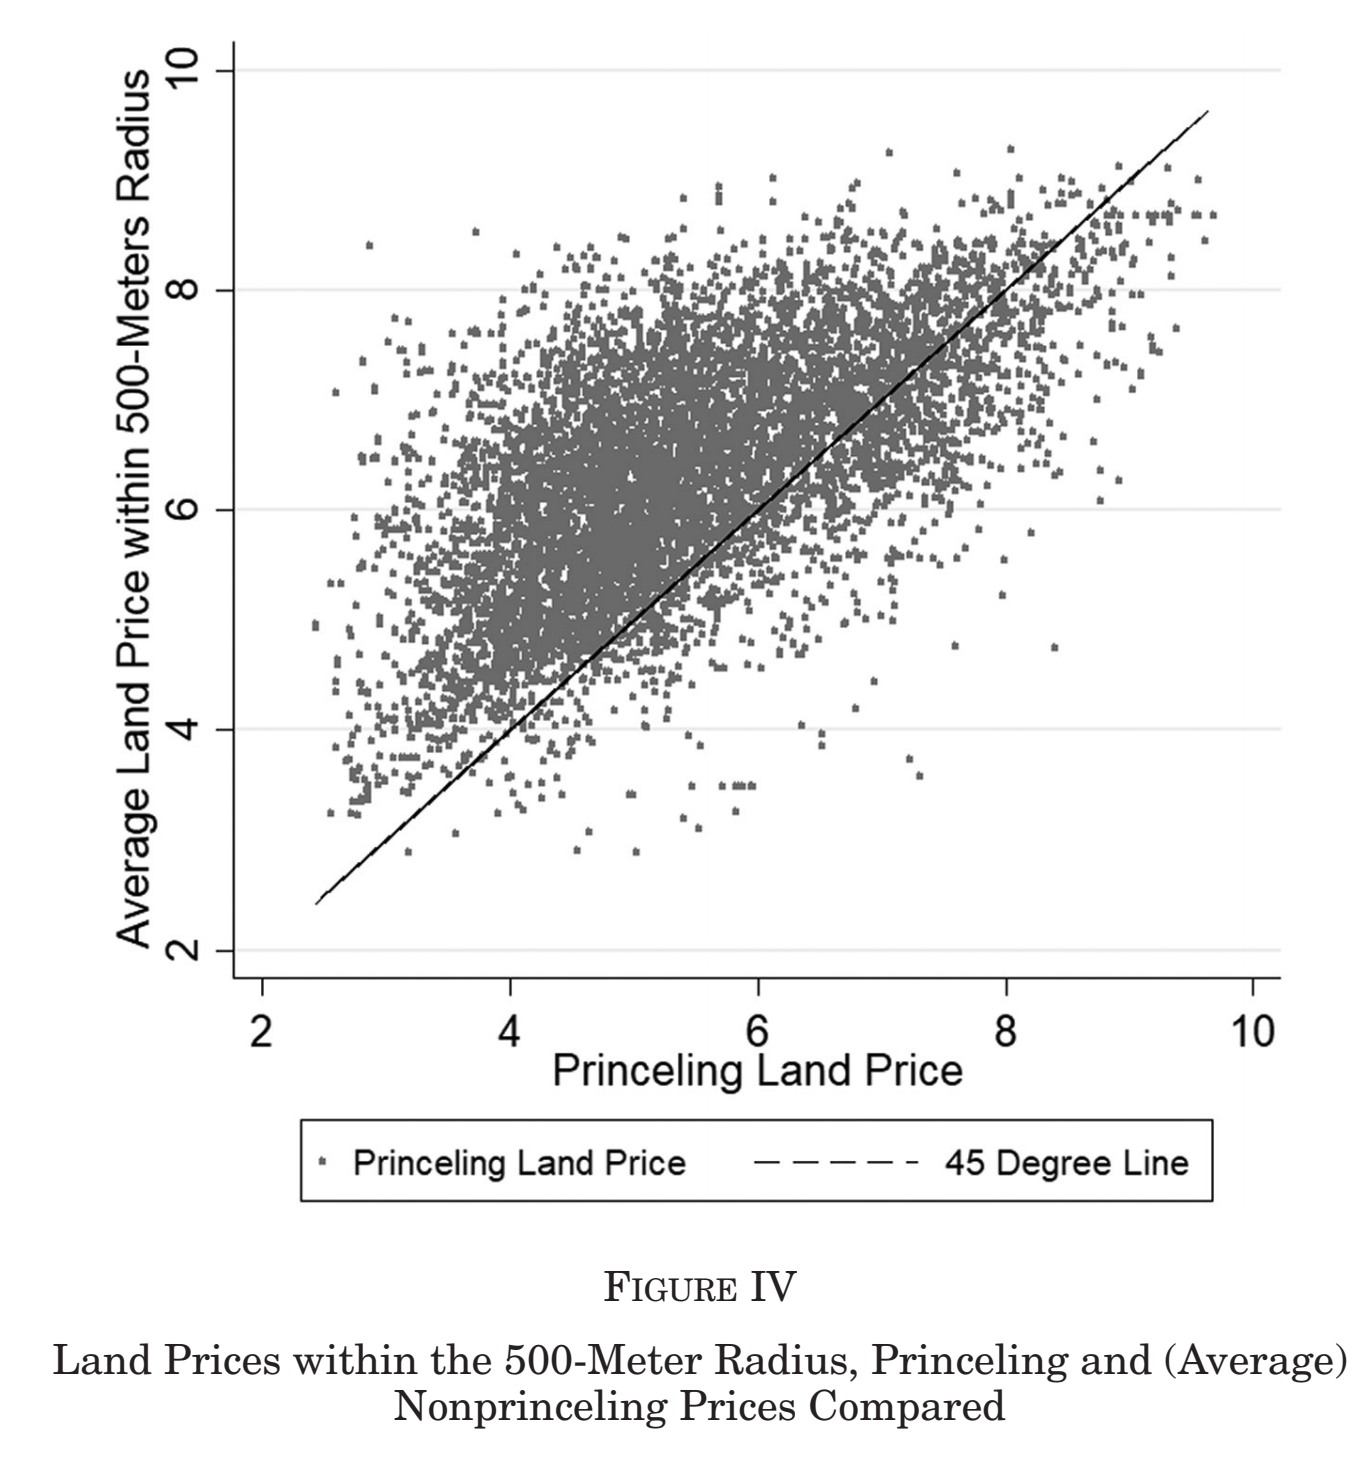 10
8
6
4
2
Average Land Price within 500-Meters Radius
2 4 6 8 10
Princeling Land Price
Princeling Land Price 45 Degree Line
FIGURE IV
Land Prices within the 500-Meter Radius, Princeling and (Average)
Nonprinceling Prices Compared